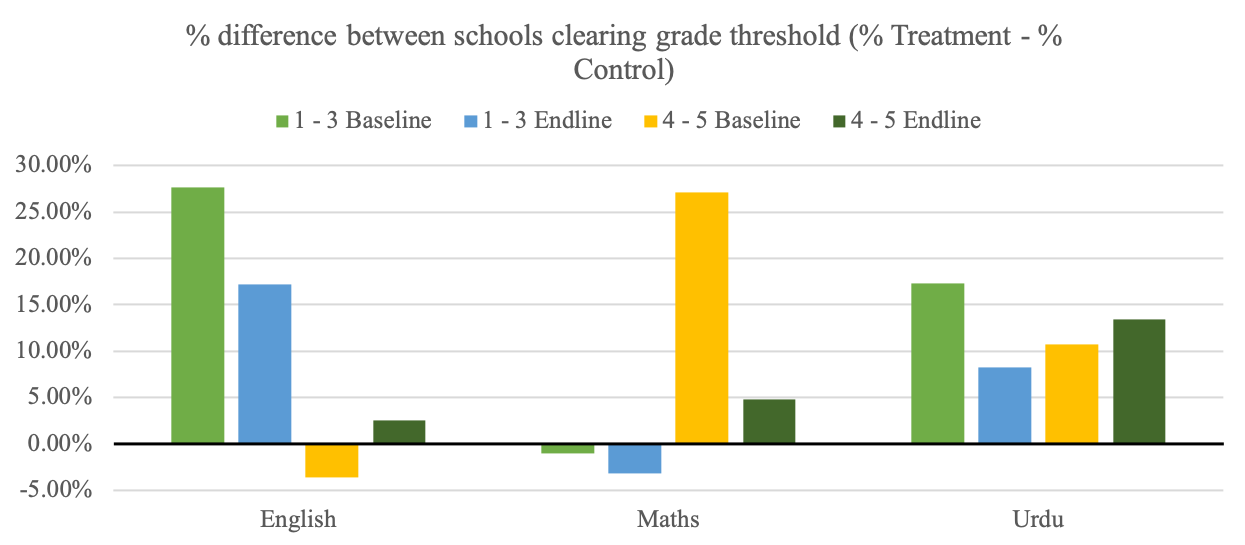 % difference between schools clearing grade threshold (% Treatment - %
Control)
1 - 3 Baseline 1 - 3 Endline 4 - 5 Baseline 4 - 5 Endline
30.00%
25.00%
20.00%
15.00%
10.00%
5.00%
0.00%
-5.00%
English Maths Urdu